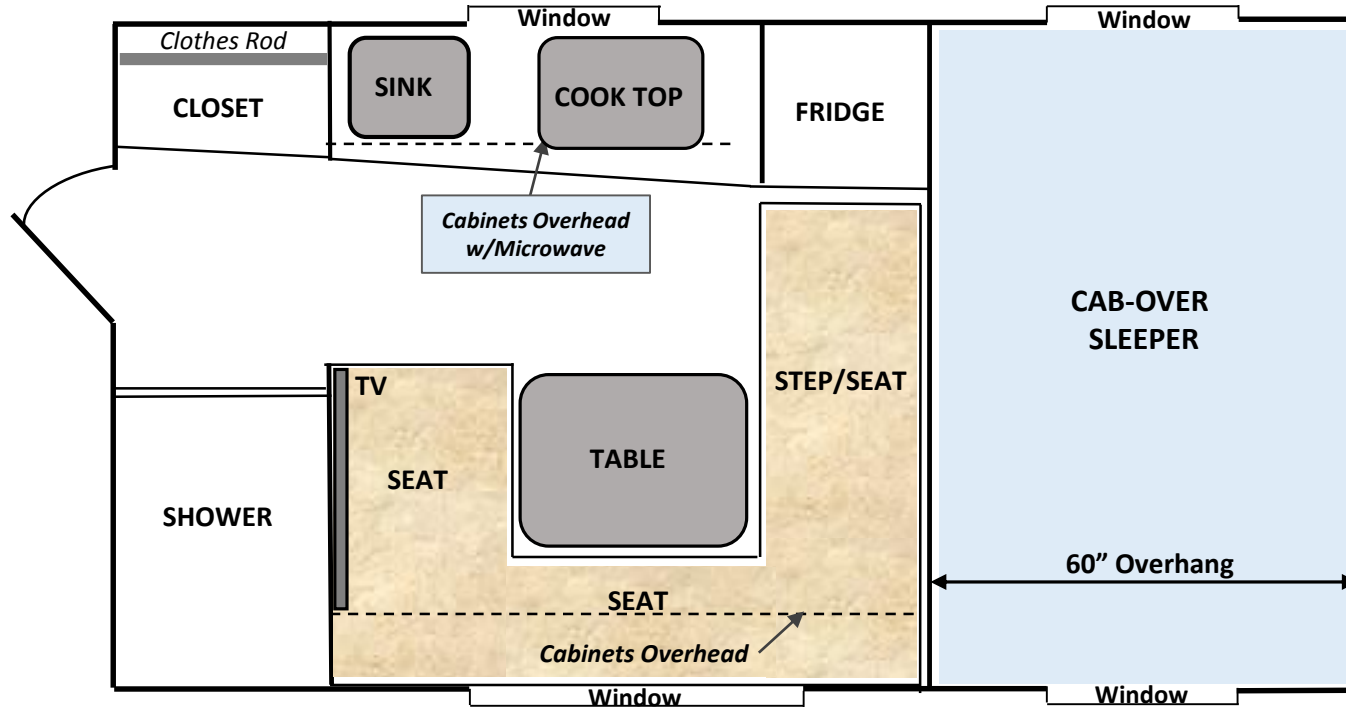 Window
Window
Clothes Rod
CLOSET
SINK
COOK TOP
FRIDGE
Cabinets Overhead
w/Microwave
CAB-OVER
SLEEPER
TV
STEP/SEAT
TABLE
SEAT
SHOWER
60” Overhang
SEAT
Cabinets Overhead
Window
Window